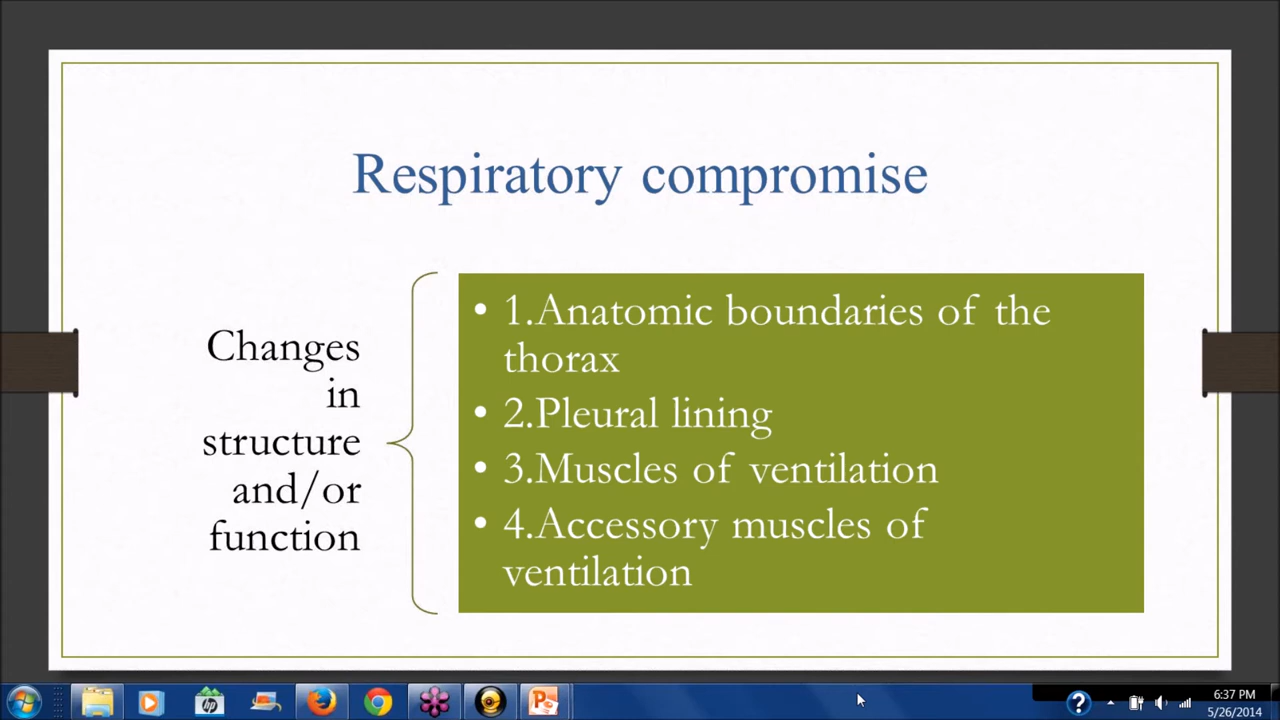 Respiratory compromise
Changes
in
structure
and/or
function
• 1.Anatomic boundaries of the
thorax
• 2.Pleural lining
• 3.Muscles of ventilation
• 4.Accessory muscles of
ventilation
hp
?
6:37 PM
5/26/2014